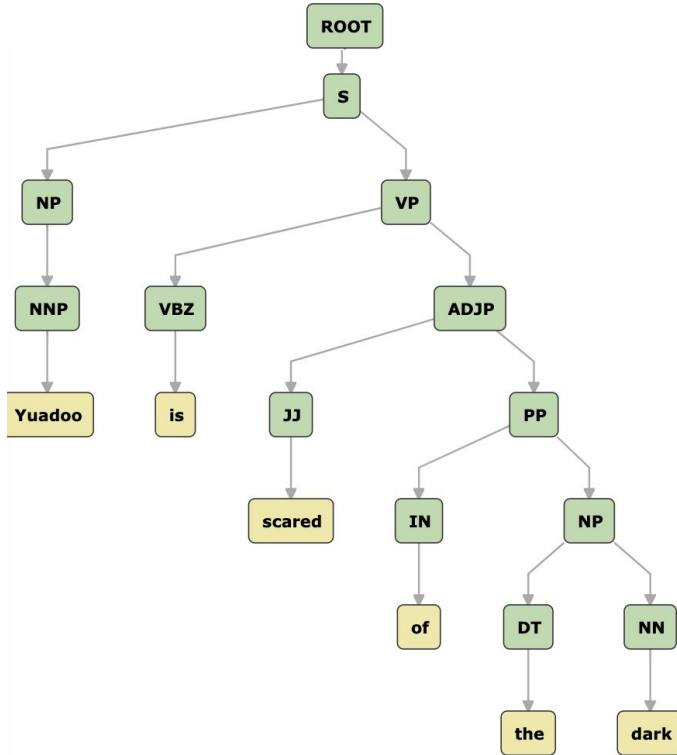 ROOT
S
NP VP
NNP VBZ ADJP
Yuadoo is JJ PP
scared IN NP
of DT NN
the dark